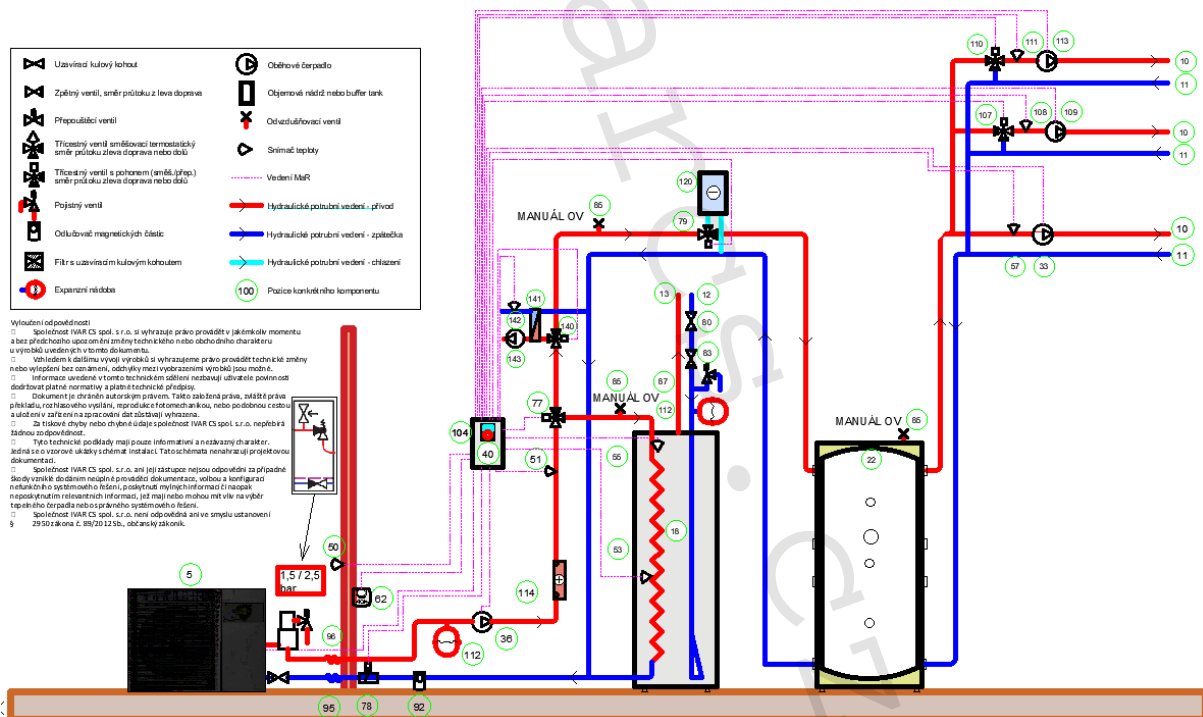 Uzavírací kulový kohout
Zpětný ventil, směr průtoku z leva doprava
Přepouštěcí ventil
Třícestný ventil směšovací termostatický
směr průtoku zleva doprava nebo dolů
Třícestný ventil s pohonem (směš./přep.)
směr průtoku zleva doprava nebo dolů
Pojistný ventil
Odlučovač magnetických částic
Filtr s uzavíracím kulovým kohoutem
Expanzní nádoba
Oběhové čerpadlo
Objemová nádrž nebo buffer tank
Odvzdušňovací ventil
Snímač teploty
Vedení MaR
Hydraulické potrubní vedení - přívod
Hydraulické potrubní vedení - zpátečka
Hydraulické potrubní vedení - chlazení
100 Pozice konkrétního komponentu
Vyloučení odpovědnosti
Společnost IVAR CS spol. s r.o. si vyhrazuje právo provádět v jakémkoliv momentu
a bez předchozího upozornění změny technického nebo obchodního charakteru
u výrobků uvedených v tomto dokumentu.
Vzhledem k dalšímu vývoji výrobků si vyhrazujeme právo provádět technické změny
nebo vylepšení bez oznámení, odchylky mezi vyobrazeními výrobků jsou možné.
Informace uvedené v tomto technickém sdělení nezbavují uživatele povinnosti
dodržovat platné normativy a platné technické předpisy.
Dokument je chráněn autorským právem. Takto založená práva, zvláště práva
překladu, rozhlasového vysílání, reprodukce fotomechanikou, nebo podobnou cestou
a uložení v zařízení na zpracování dat zůstávají vyhrazena.
Za tiskové chyby nebo chybné údaje společnost IVAR CS spol. s r.o. nepřebírá
žádnou zodpovědnost.
Tyto technické podklady mají pouze informativní a nezávazný charakter.
Jedná se o vzorové ukázky schémat instalací. Tato schémata nenahrazují projektovou
dokumentaci.
Společnost IVAR CS spol. s r.o. ani její zástupce nejsou odpovědni za případné
škody vzniklé dodáním neúplné prováděcí dokumentace, volbou a konfigurací
nefunkčního systémového řešení, poskytnutí mylných informací či naopak
neposkytnutím relevantních informací, jež mají nebo mohou mít vliv na výběr
tepelného čerpadla nebo správného systémového řešení.
Společnost IVAR CS spol. s r.o. není odpovědná ani ve smyslu ustanovení
§ 2950 zákona č. 89/2012 Sb., občanský zákoník.
110
111
113
10
11
107
108
109
10
11
10
11
57
33
120
85
MANUÁL OV
79
13
12
141
142
143
140
80
83
85
87
77
MANUÁL OV
112
85
MANUÁL OV
104
40
51
55
22
53
18
50
5
1,5 / 2,5
bar
62
114
96
36
112
95
78
92
arcs.cz